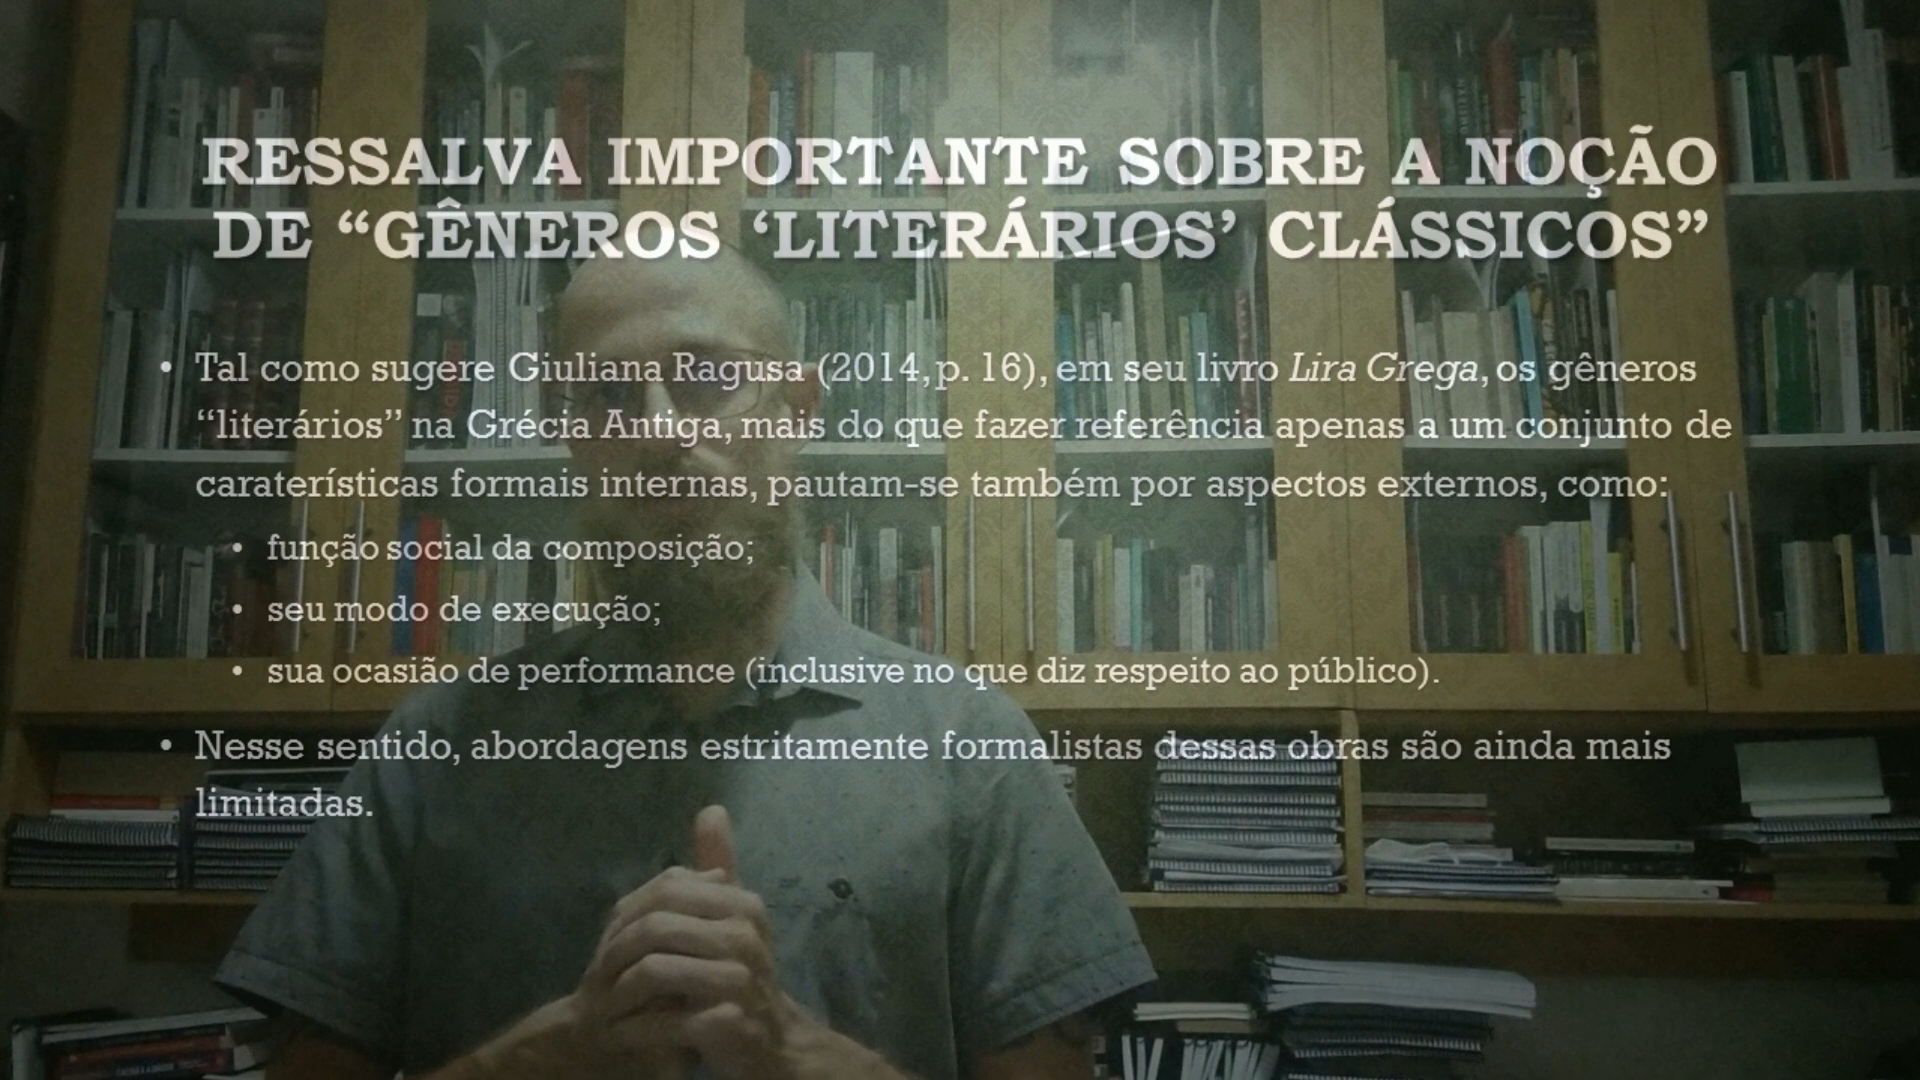 RESSALVA IMPORTANTE SOBRE A NOÇÃO
DE “GÊNEROS ‘LITERÁRIOS’ CLÁSSICOS”
• Tal como sugere Giuliana Ragusa (2014, p. 16), em seu livro Lira Grega, os gêneros
“literários” na Grécia Antiga, mais do que fazer referência apenas a um conjunto de
caraterísticas formais internas, pautam-se também por aspectos externos, como:
• função social da composição;
• seu modo de execução;
• sua ocasião de performance (inclusive no que diz respeito ao público).
• Nesse sentido, abordagens estritamente formalistas dessas obras são ainda mais
limitadas.